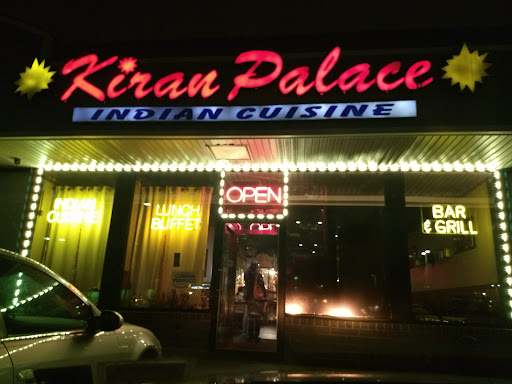 Kiran Palace
INDIAN CUISINE
OPEN
INDIAN
CUISINE
LUNCH
BUFFET
BAR
& GRILL